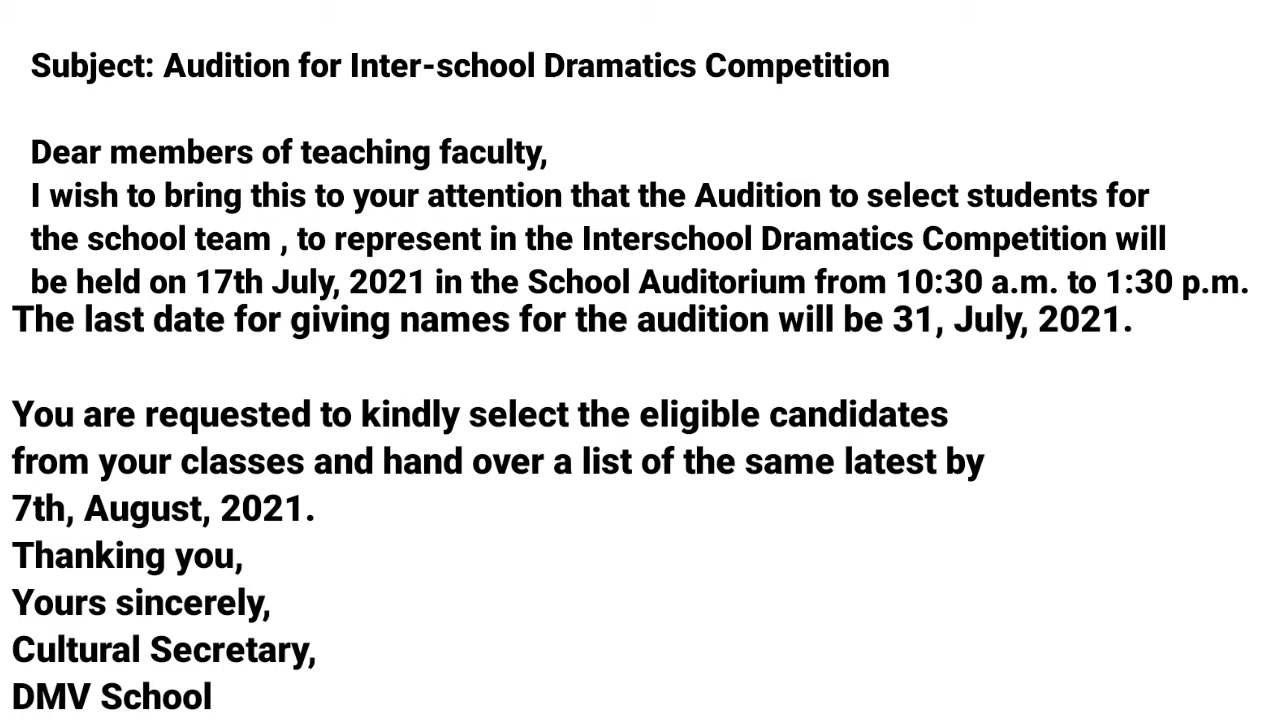 Subject: Audition for Inter-school Dramatics Competition
Dear members of teaching faculty,
I wish to bring this to your attention that the Audition to select students for
the school team , to represent in the Interschool Dramatics Competition will
be held on 17th July, 2021 in the School Auditorium from 10:30 a.m. to 1:30 p.m.
The last date for giving names for the audition will be 31, July, 2021.
You are requested to kindly select the eligible candidates
from your classes and hand over a list of the same latest by
7th, August, 2021.
Thanking you,
Yours sincerely,
Cultural Secretary,
DMV School